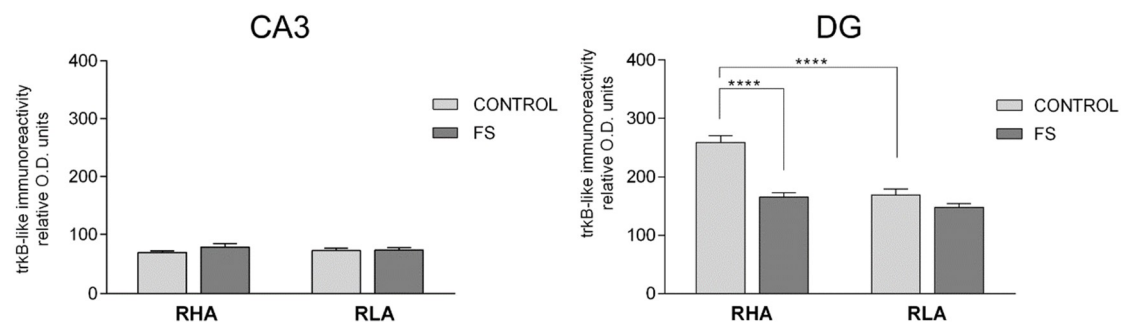 CA3
trkB-like immunoreactivity
relative O.D. units
400
300
200
100
0
RHA
RLA
CONTROL
FS
DG
trkB-like immunoreactivity
relative O.D. units
400
300
200
100
0
****
****
RHA
RLA
CONTROL
FS